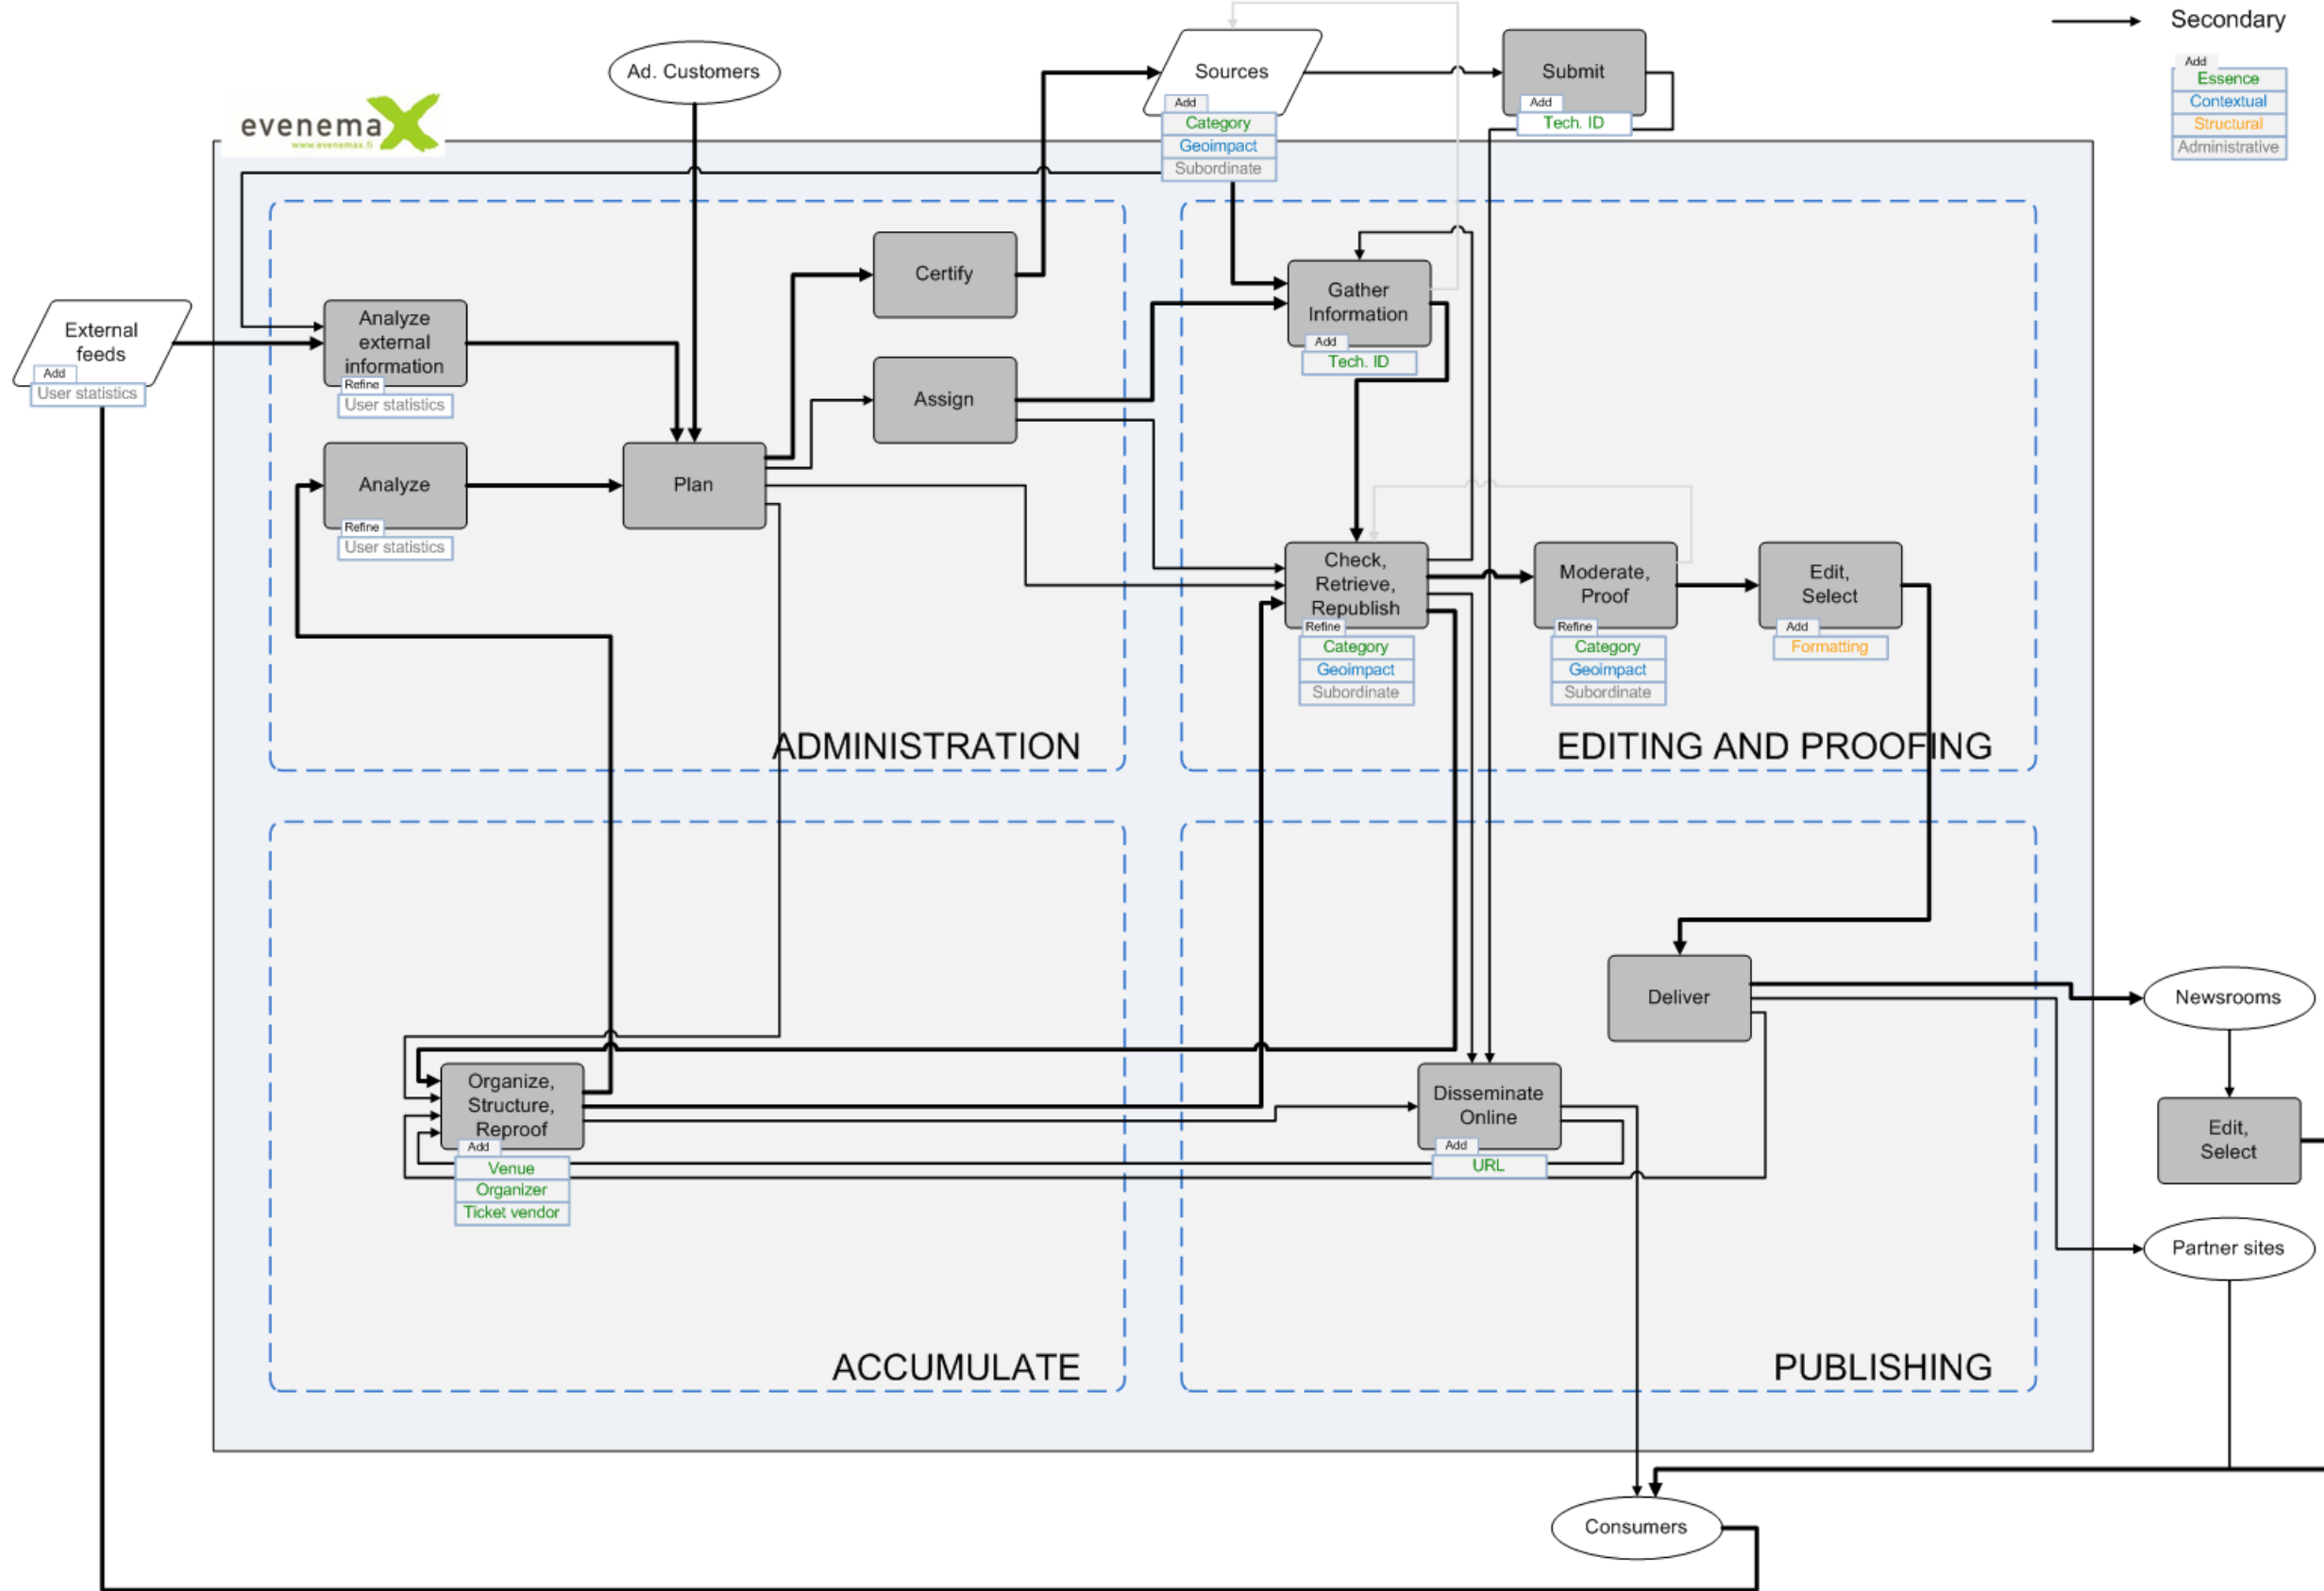 Secondary
Add
Essence
Contextual
Structural
Administrative
Ad. Customers
Sources
Add
Category
Geoimpact
Subordinate
Submit
Add
Tech. ID
evenemaX
www.evenemax.fi
External
feeds
Add
User statistics
Analyze
external
information
Refine
User statistics
Certify
Assign
Analyze
Refine
User statistics
Plan
ADMINISTRATION
Gather
Information
Add
Tech. ID
Check,
Retrieve,
Republish
Refine
Category
Geoimpact
Subordinate
Moderate,
Proof
Refine
Category
Geoimpact
Subordinate
Edit,
Select
Add
Formatting
EDITING AND PROOFING
Organize,
Structure,
Reproof
Add
Venue
Organizer
Ticket vendor
ACCUMULATE
Deliver
Disseminate
Online
Add
URL
PUBLISHING
Newsrooms
Edit,
Select
Partner sites
Consumers